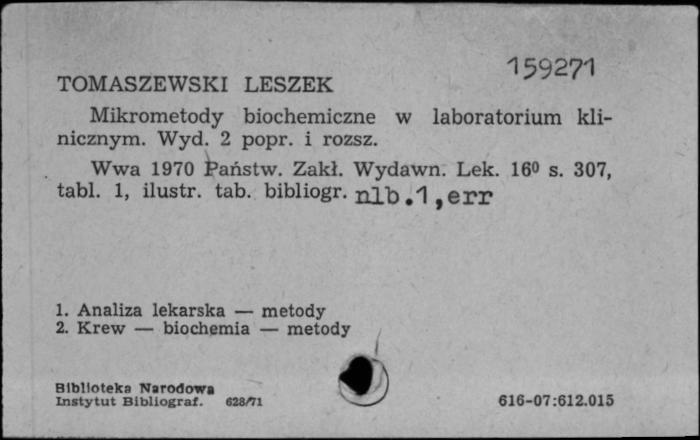 159271
TOMASZEWSKI LESZEK
Mikrometody biochemiczne w laboratorium kli-
nicznym. Wyd. 2 popr. i rozsz.
Wwa 1970 Państw. Zakł. Wydawn. Lek. 16⁰ s. 307,
tabl. 1, ilustr. tab. bibliogr. nlb.1,err
1. Analiza lekarska — metody
2. Krew — biochemia — metody
Biblioteka Narodowa
Instytut Bibliograf. 628/71
616-07:612.015